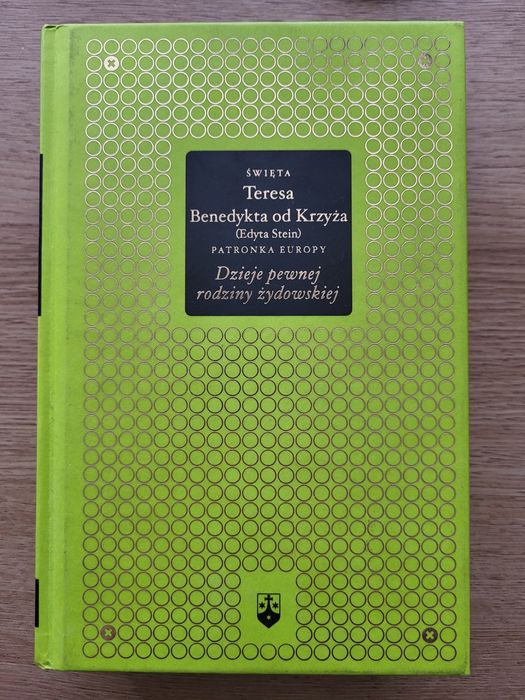 ŚWIĘTA
Teresa
Benedykta od Krzyża
(Edyta Stein)
PATRONKA EUROPY
Dzieje pewnej
rodziny żydowskiej